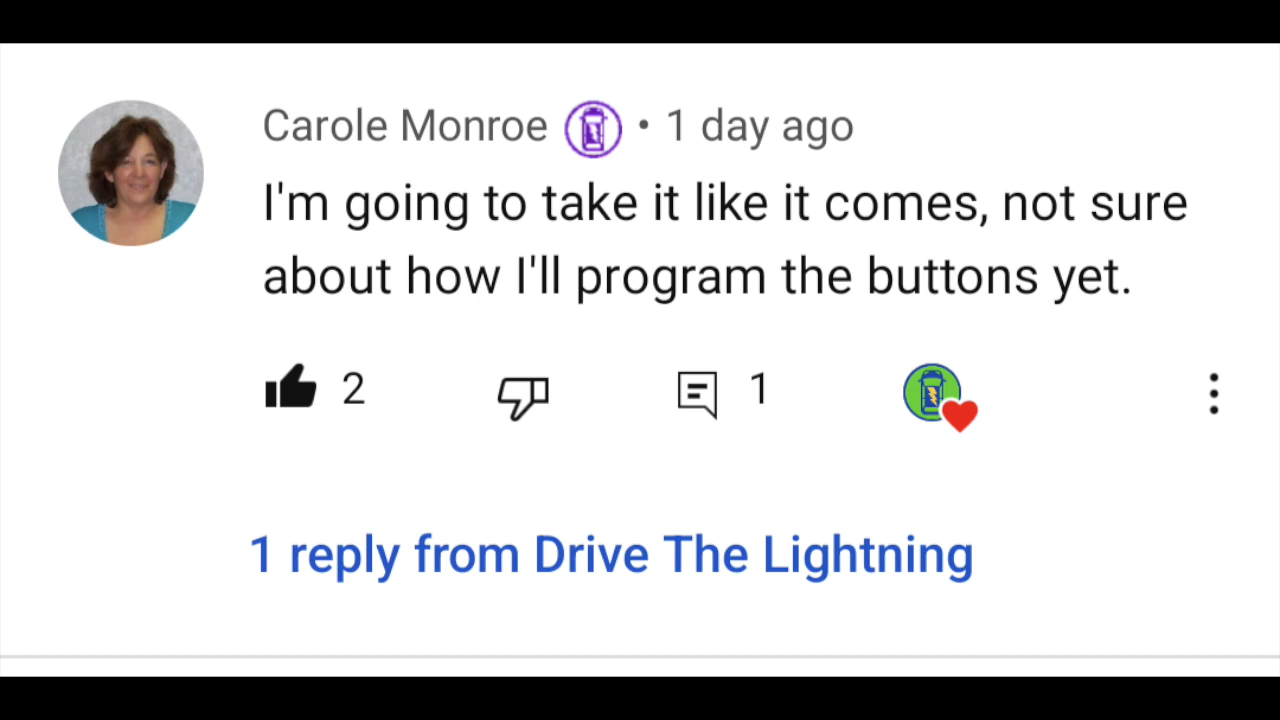 Carole Monroe • 1 day ago
I'm going to take it like it comes, not sure
about how I'll program the buttons yet.
2 1
1 reply from Drive The Lightning